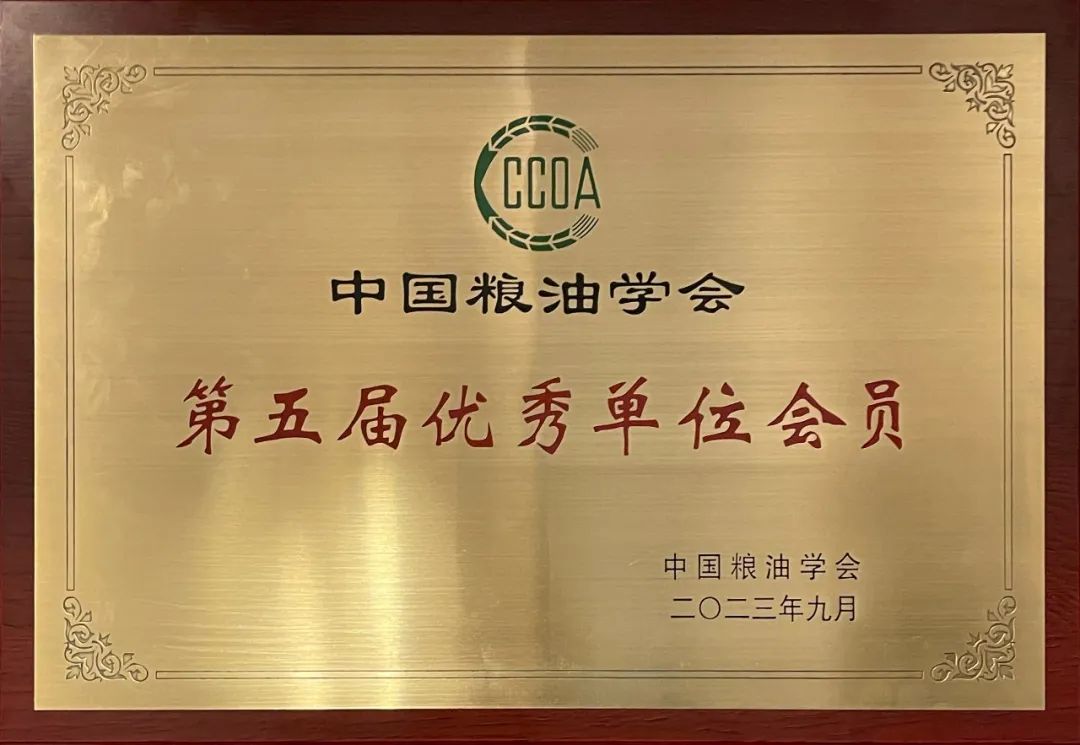 CCOA
中国粮油学会
第五届优秀单位会员
中国粮油学会
二〇二三年九月